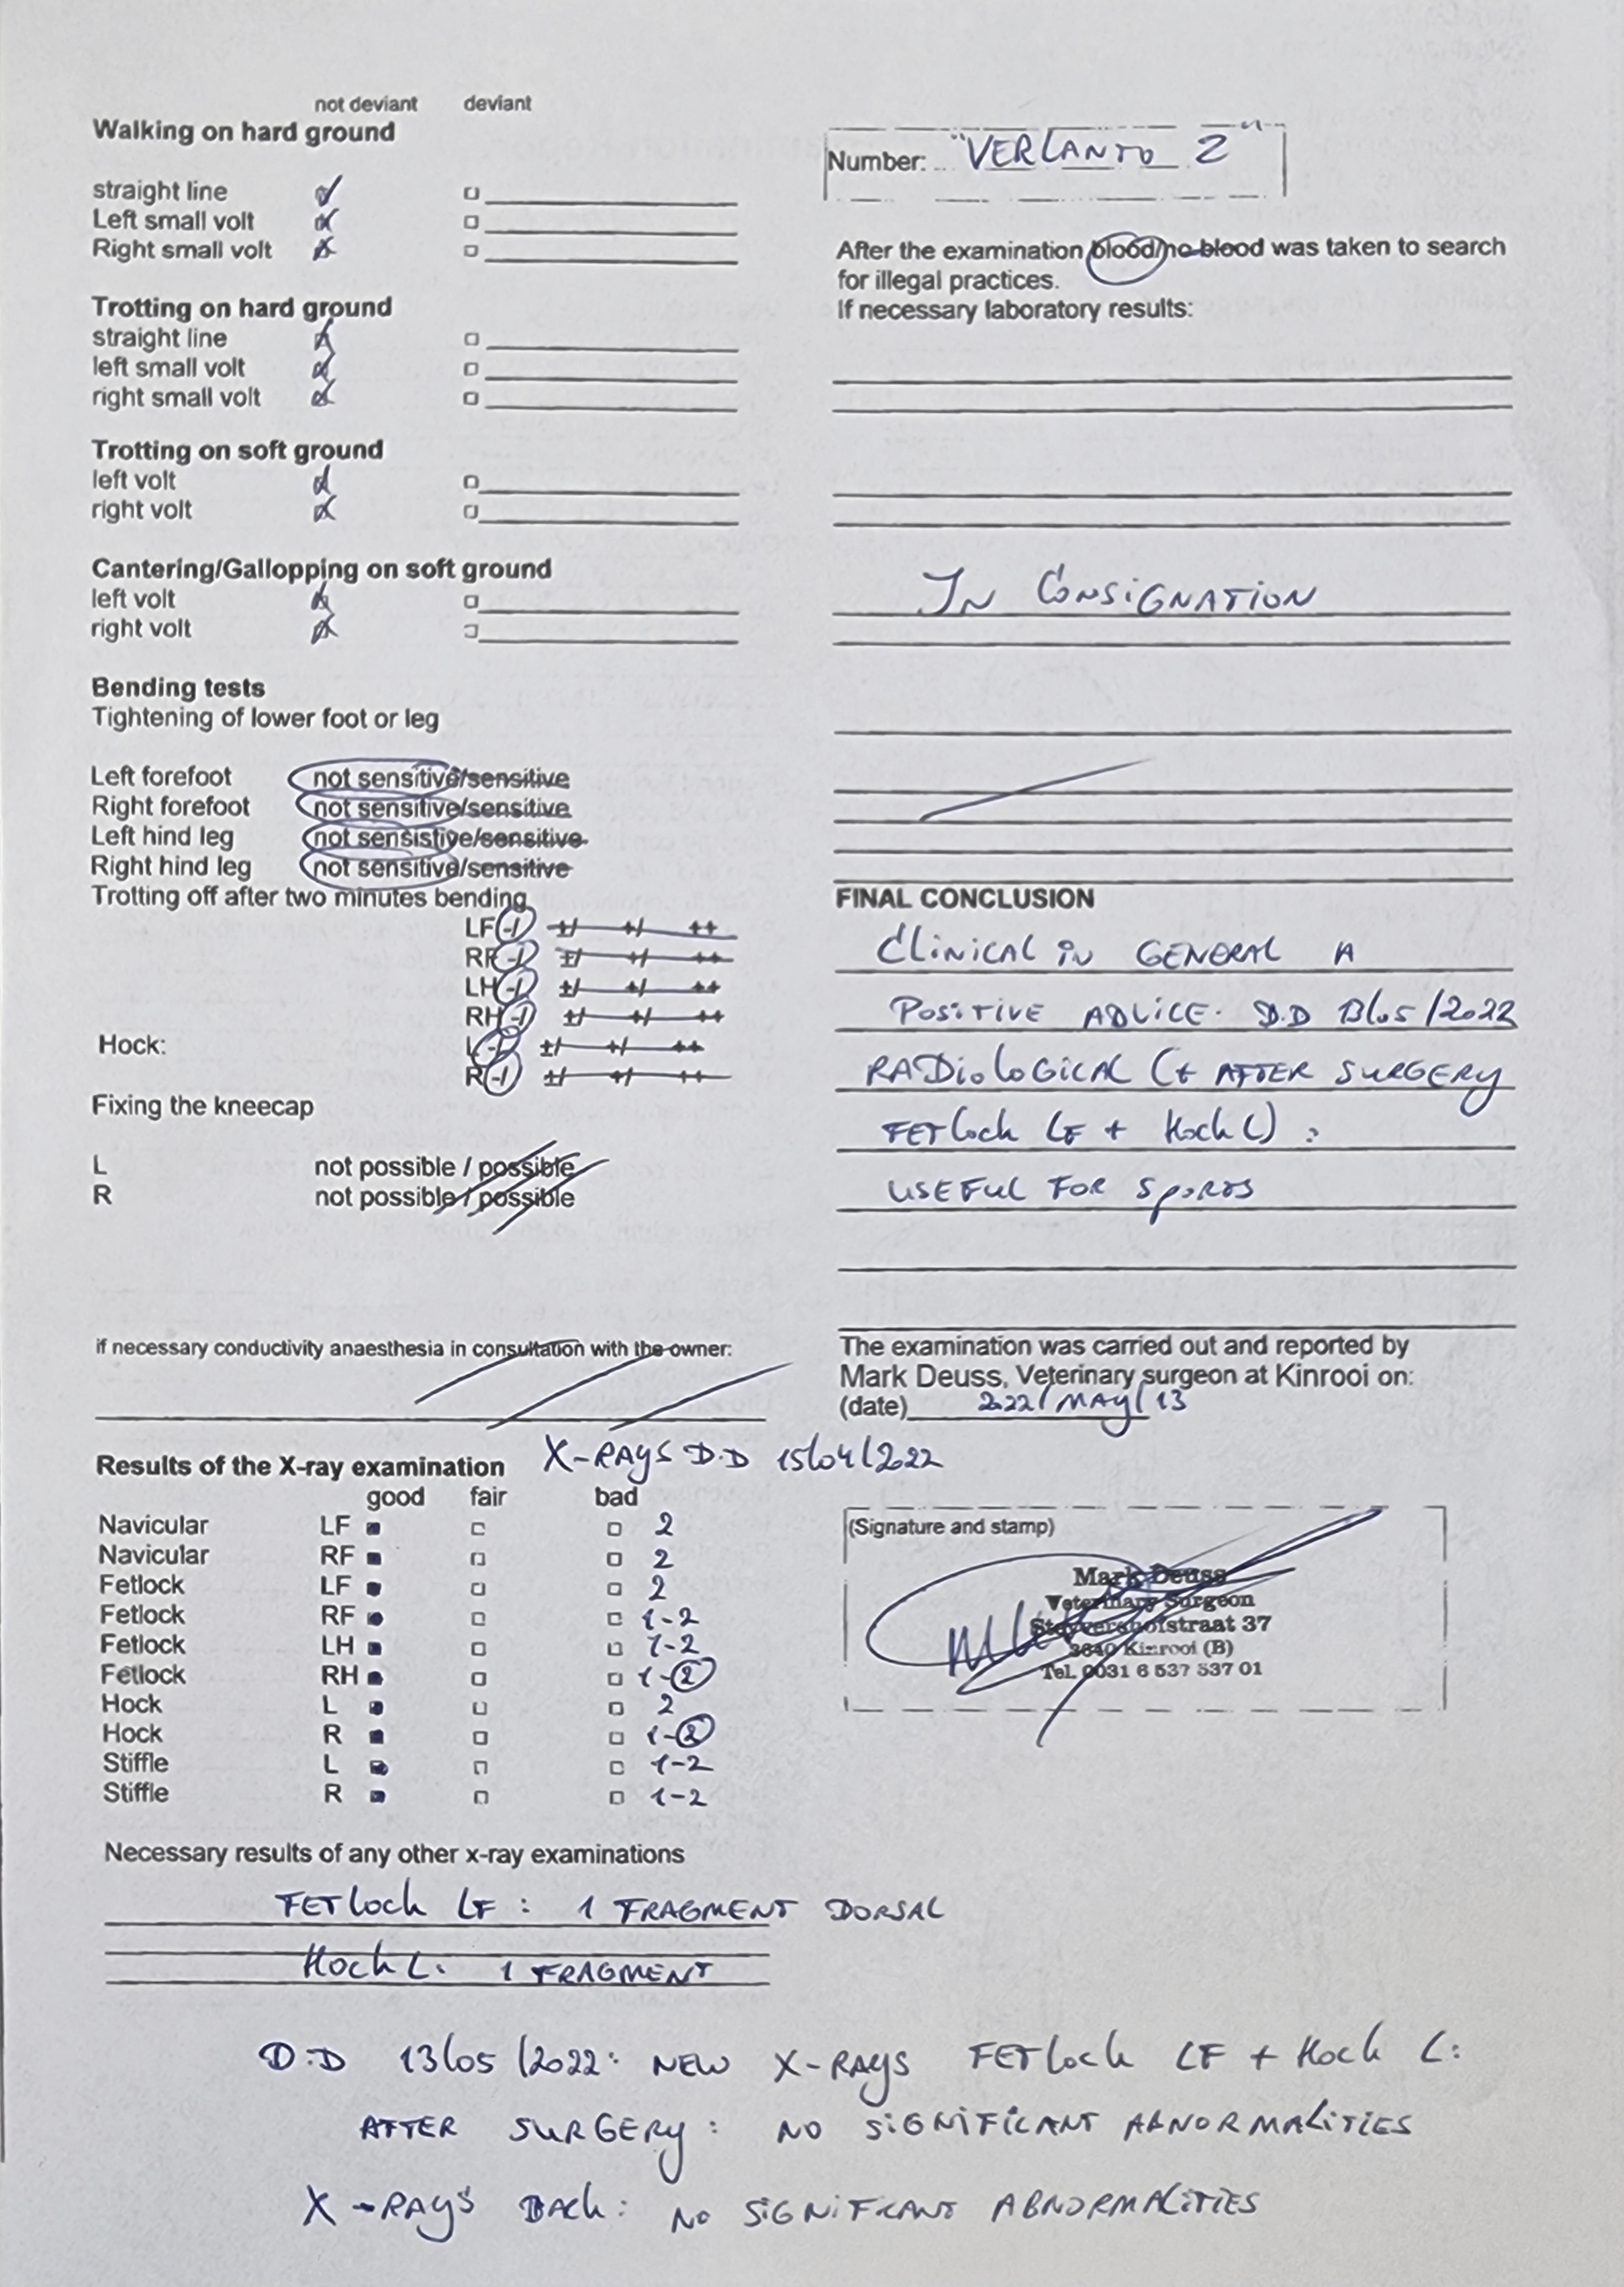 not deviant deviant
Walking on hard ground
straight line
Left small volt
Right small volt
Trotting on hard ground
straight line
left small volt
right small volt
Trotting on soft ground
left volt
right volt
Cantering/Gallopping on soft ground
left volt
right volt
Bending tests
Tightening of lower foot or leg
Left forefoot not sensitive/sensitive
Right forefoot not sensitive/sensitive
Left hind leg not sensistive/sensitive
Right hind leg not sensitive/sensitive
Trotting off after two minutes bending
LF -/ ±/ +/ ++
RF -/ ±/ +/ ++
LH -/ ±/ +/ ++
RH -/ ±/ +/ ++
Hock: L -/ ±/ +/ ++
R -/ ±/ +/ ++
Fixing the kneecap
L not possible / possible
R not possible / possible
if necessary conductivity anaesthesia in consultation with the owner:
Results of the X-ray examination X-RAYS D.D 15/04/2022
good fair bad
Navicular LF 2
Navicular RF 2
Fetlock LF 2
Fetlock RF 1-2
Fetlock LH 1-2
Fetlock RH 1-2
Hock L 2
Hock R 1-2
Stiffle L 1-2
Stiffle R 1-2
Necessary results of any other x-ray examinations
FETLOCK LF : 1 FRAGMENT DORSAL
HOCK L. 1 FRAGMENT
D.D 13/05/2022: NEW X-RAYS FETLOCK LF + HOCK L:
AFTER SURGERY : NO SIGNIFICANT ABNORMALITIES
X-RAYS BACK : NO SIGNIFICANT ABNORMALITIES
Number: "VERLANTO Z"
After the examination blood/no blood was taken to search
for illegal practices.
If necessary laboratory results:
IN CONSIGNATION
FINAL CONCLUSION
CLINICAL IN GENERAL A
POSITIVE ADVICE. D.D 13/05/2022
RADIOLOGICAL (+ AFTER SURGERY
FETLOCK LF + HOCK L) :
USEFUL FOR SPORTS
The examination was carried out and reported by
Mark Deuss, Veterinary surgeon at Kinrooi on:
(date) 2022/MAY/13
(Signature and stamp)
Mark Deuss
Veterinary Surgeon
Steyvershofstraat 37
3640 Kinrooi (B)
Tel. 0031 6 537 537 01